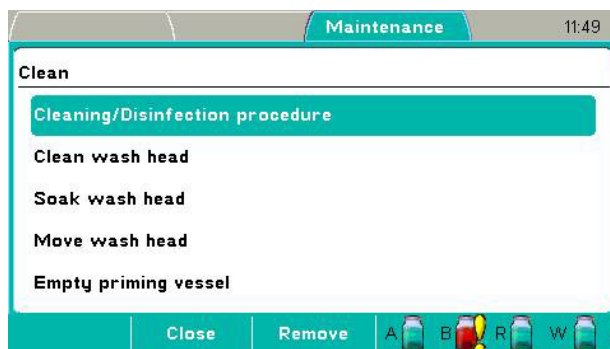 Maintenance 11:49
Clean
Cleaning/Disinfection procedure
Clean wash head
Soak wash head
Move wash head
Empty priming vessel
Close Remove A B R W